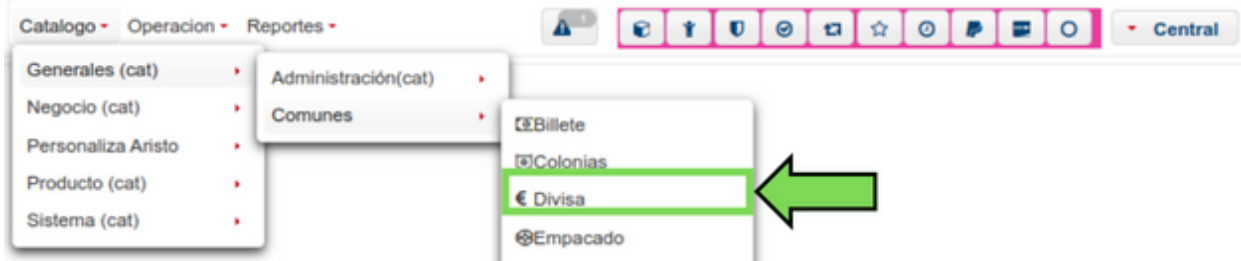 Catalogo Operacion Reportes 1 Central
Generales (cat)
Negocio (cat)
Personaliza Aristo
Producto (cat)
Sistema (cat)
Administración(cat)
Comunes
Billete
Colonias
€ Divisa
Empacado